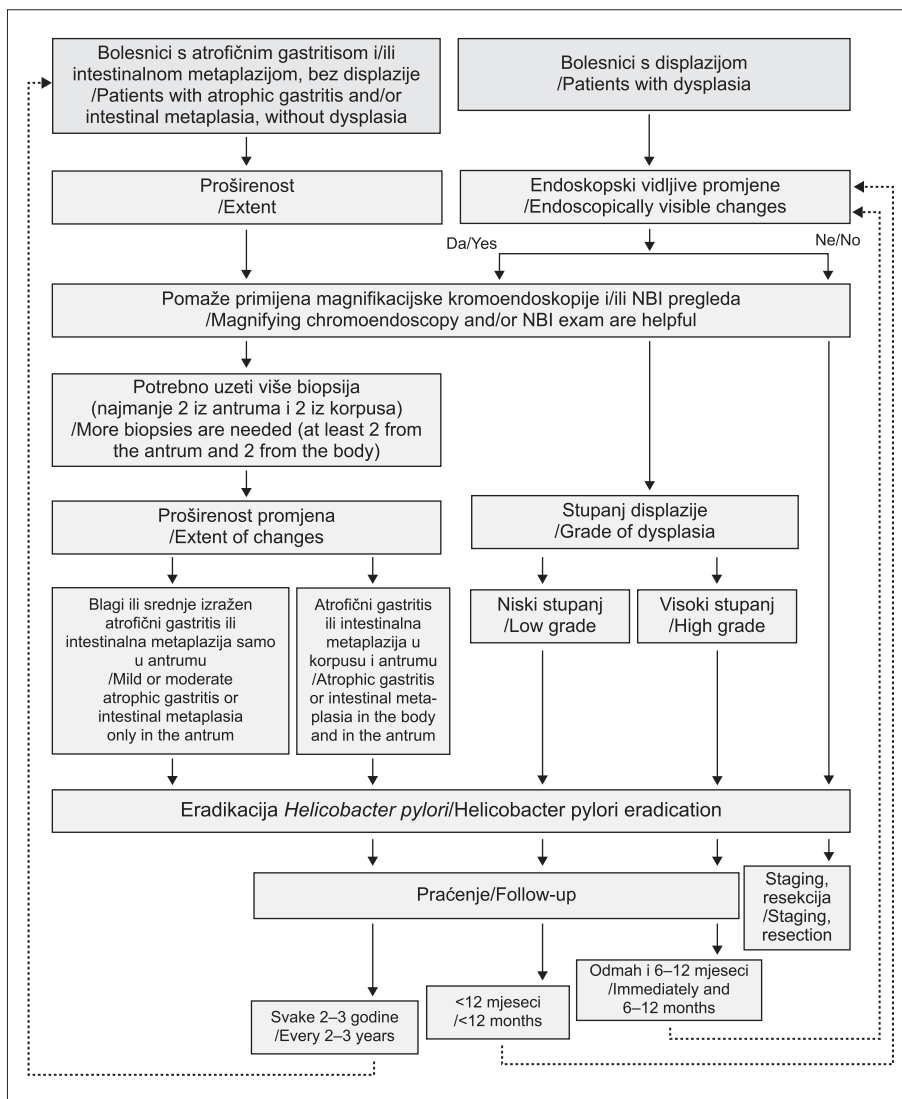 Bolesnici s atrofičnim gastritisom i/ili
intestinalnom metaplazijom, bez displazije
/Patients with atrophic gastritis and/or
intestinal metaplasia, without dysplasia
Bolesnici s displazijom
/Patients with dysplasia
Proširenost
/Extent
Endoskopski vidljive promjene
/Endoscopically visible changes
Da/Yes
Ne/No
Pomaže primijena magnifikacijske kromoendoskopije i/ili NBI pregleda
/Magnifying chromoendoscopy and/or NBI exam are helpful
Potrebno uzeti više biopsija
(najmanje 2 iz antruma i 2 iz korpusa)
/More biopsies are needed (at least 2 from
the antrum and 2 from the body)
Proširenost promjena
/Extent of changes
Stupanj displazije
/Grade of dysplasia
Blagi ili srednje izražen
atrofični gastritis ili
intestinalna metaplazija samo
u antrumu
/Mild or moderate
atrophic gastritis or
intestinal metaplasia
only in the antrum
Atrofični gastritis
ili intestinalna
metaplazija u
korpusu i antrumu
/Atrophic gastritis
or intestinal meta-
plasia in the body
and in the antrum
Niski stupanj
/Low grade
Visoki stupanj
/High grade
Eradikacija Helicobacter pylori/Helicobacter pylori eradication
Praćenje/Follow-up
Staging,
resekcija
/Staging,
resection
Svake 2–3 godine
/Every 2–3 years
<12 mjeseci
/<12 months
Odmah i 6–12 mjeseci
/Immediately and
6–12 months